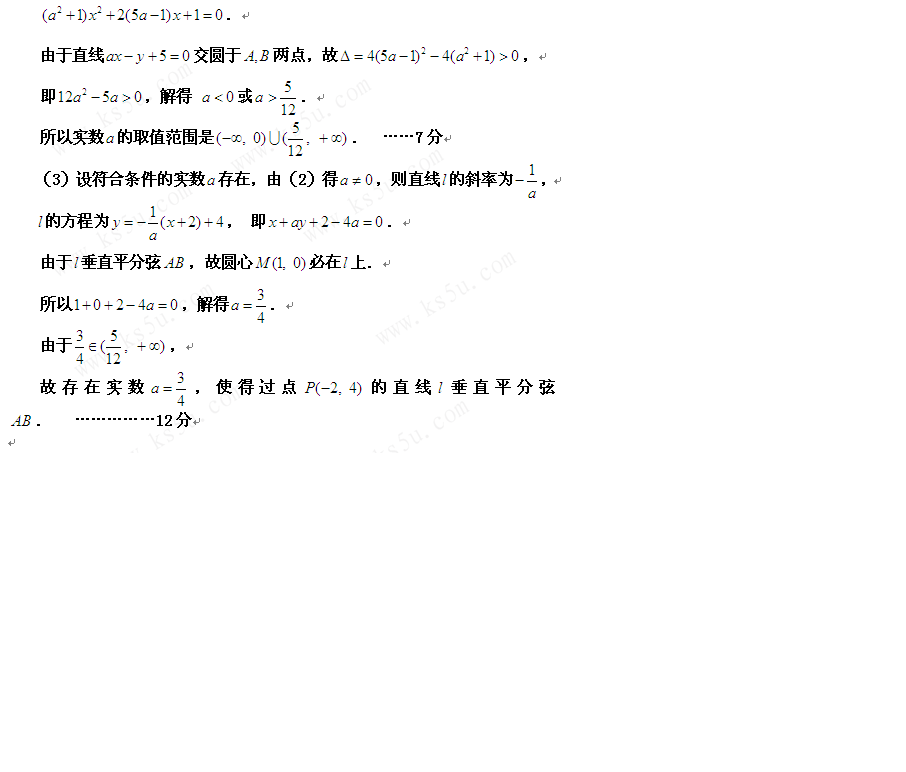 (a²+1)x²+2(5a−1)x+1=0．
由于直线ax−y+5=0交圆于A,B两点，故Δ=4(5a−1)²−4(a²+1)>0，
即12a²−5a>0，解得 a<0或a>5/12．
所以实数a的取值范围是(−∞, 0)∪(5/12, +∞)． ……7分
（3）设符合条件的实数a存在，由（2）得a≠0，则直线l的斜率为−1/a，
l的方程为y=−1/a(x+2)+4， 即x+ay+2−4a=0．
由于l垂直平分弦AB，故圆心M(1, 0)必在l上．
所以1+0+2−4a=0，解得a=3/4．
由于3/4∈(5/12, +∞)，
故存在实数a=3/4，使得过点P(−2, 4)的直线l垂直平分弦
AB． ……………12分
www.ks5u.com